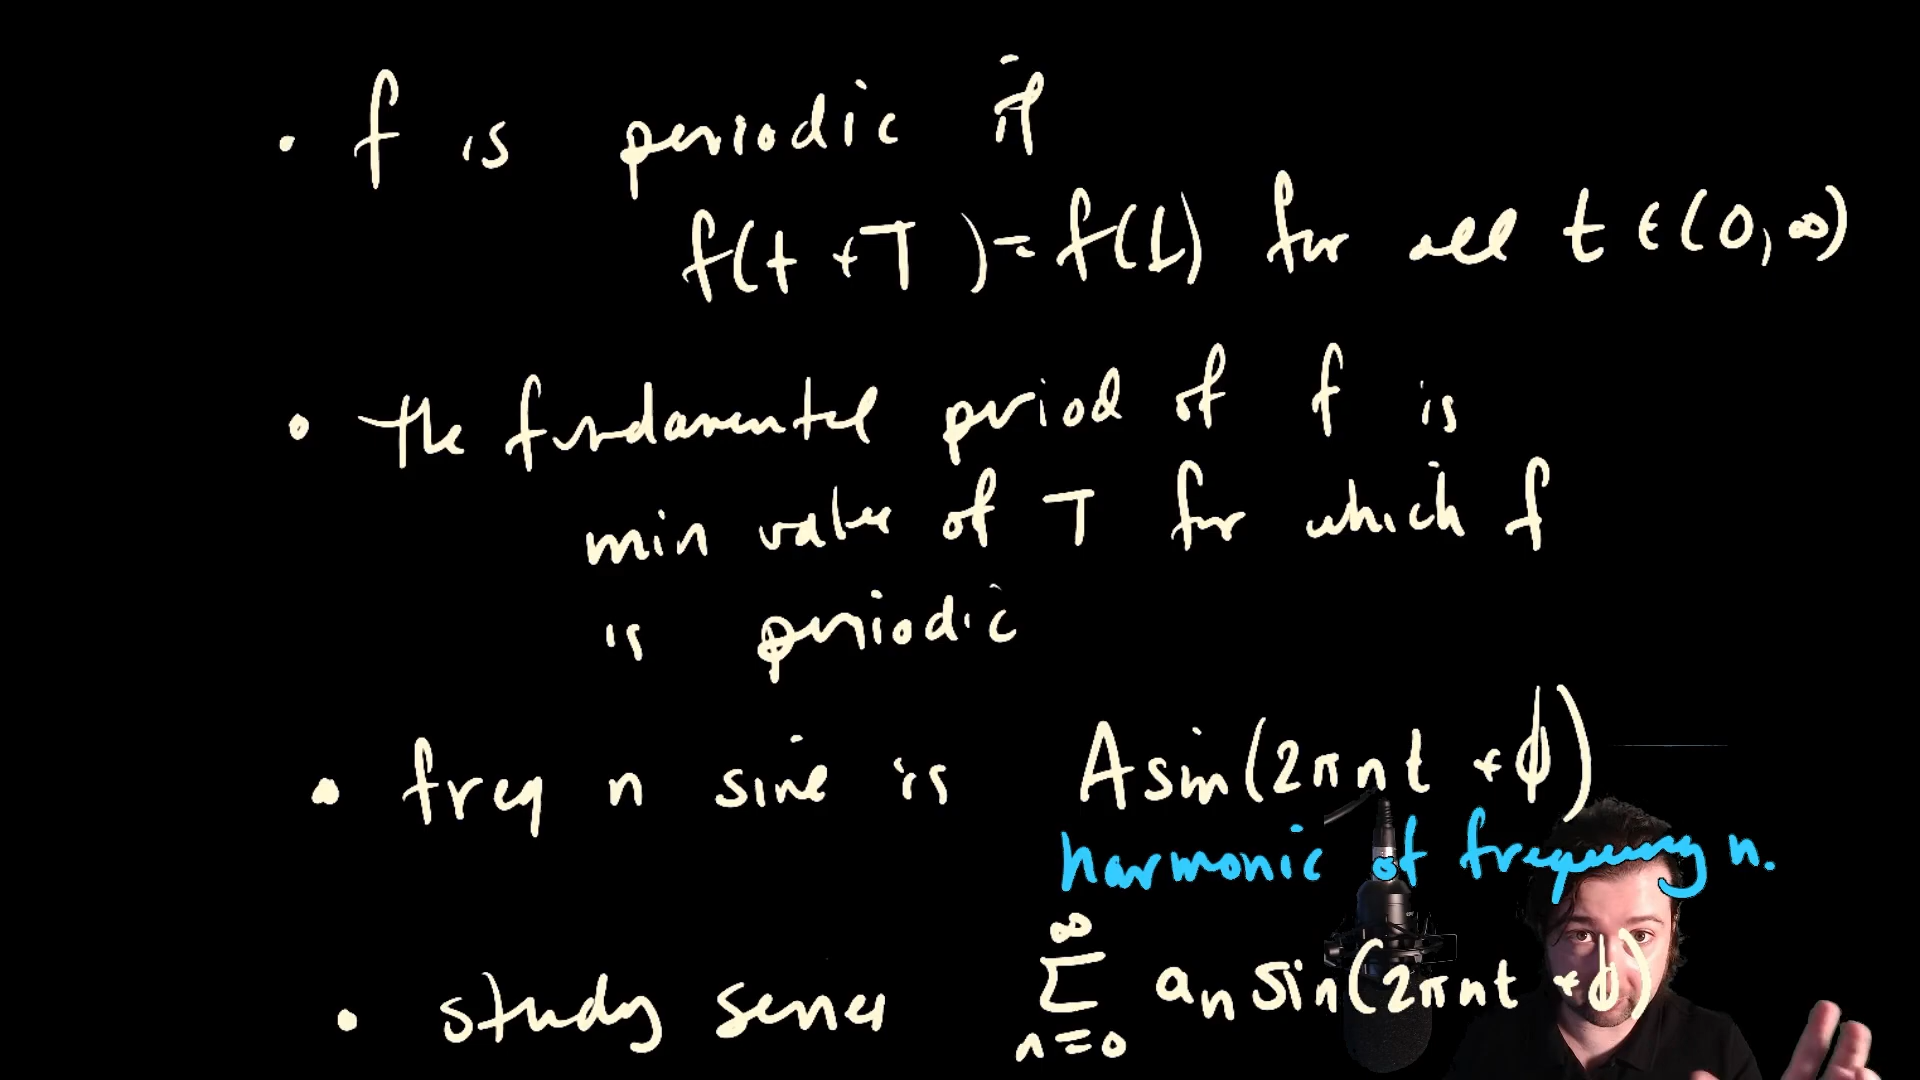 • f is periodic if
f(t + T) = f(t) for all t ∈ (0, ∞)
• the fundamental period of f is
min value of T for which f
is periodic
• freq n sine is A sin(2πnt + ϕ)
harmonic of frequency n.
• study series ∑_{n=0}^{∞} a_n sin(2πnt + ϕ)